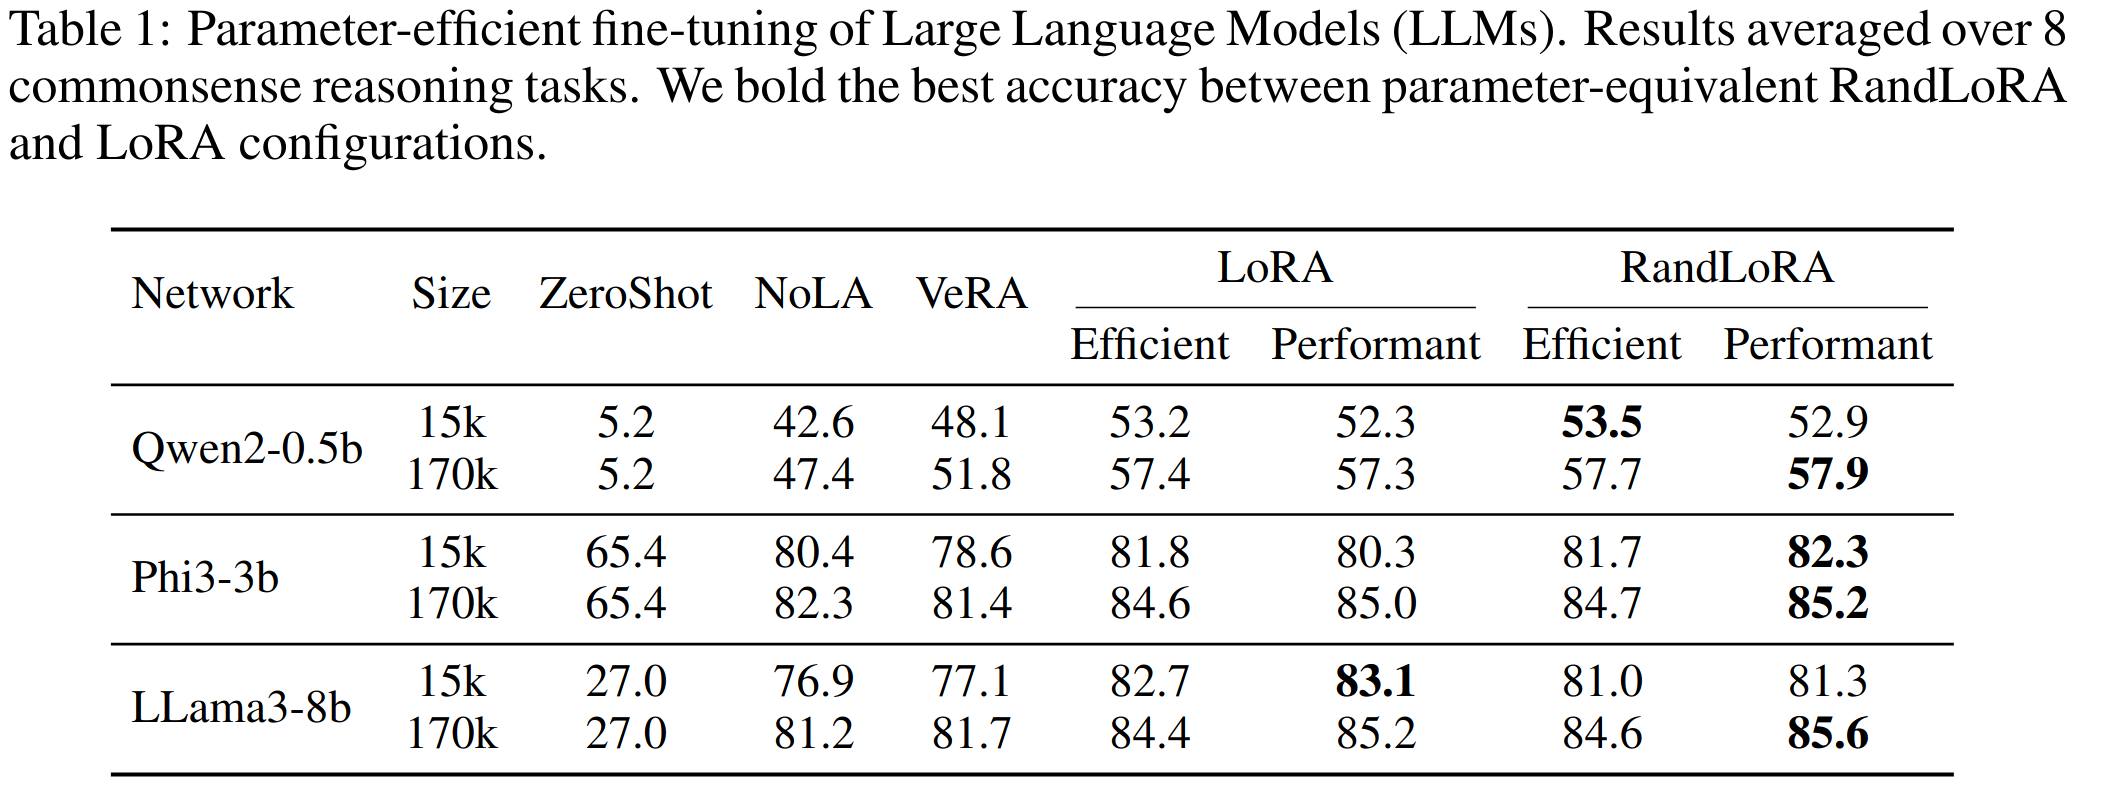 Table 1: Parameter-efficient fine-tuning of Large Language Models (LLMs). Results averaged over 8
commonsense reasoning tasks. We bold the best accuracy between parameter-equivalent RandLoRA
and LoRA configurations.
Network Size ZeroShot NoLA VeRA LoRA RandLoRA
Efficient Performant Efficient Performant
Qwen2-0.5b 15k 5.2 42.6 48.1 53.2 52.3 53.5 52.9
170k 5.2 47.4 51.8 57.4 57.3 57.7 57.9
Phi3-3b 15k 65.4 80.4 78.6 81.8 80.3 81.7 82.3
170k 65.4 82.3 81.4 84.6 85.0 84.7 85.2
LLama3-8b 15k 27.0 76.9 77.1 82.7 83.1 81.0 81.3
170k 27.0 81.2 81.7 84.4 85.2 84.6 85.6